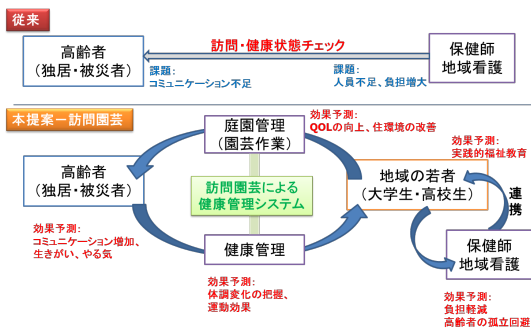 従来
高齢者
（独居・被災者）
訪問・健康状態チェック
保健師
地域看護
課題：
コミュニケーション不足
課題：
人員不足、負担増大
本提案－訪問園芸
庭園管理
（園芸作業）
効果予測：
QOLの向上、住環境の改善
効果予測：
実践的福祉教育
高齢者
（独居・被災者）
訪問園芸による
健康管理システム
地域の若者
（大学生・高校生）
連携
効果予測：
コミュニケーション増加、
生きがい、やる気
健康管理
保健師
地域看護
効果予測：
体調変化の把握、
運動効果
効果予測：
負担軽減
高齢者の孤立回避